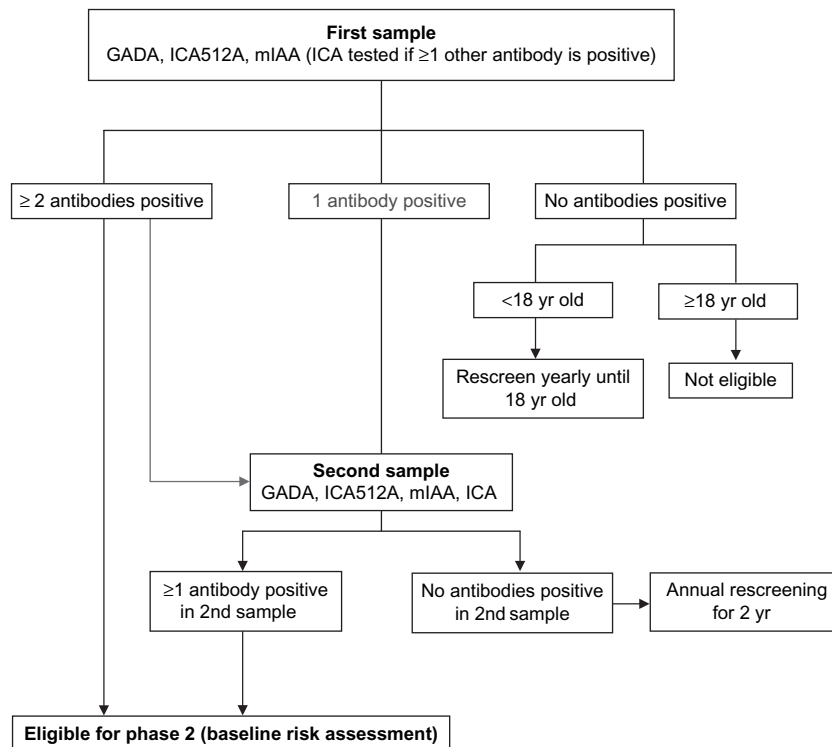 First sample
GADA, ICA512A, mIAA (ICA tested if ≥1 other antibody is positive)
≥ 2 antibodies positive
1 antibody positive
No antibodies positive
<18 yr old
≥18 yr old
Rescreen yearly until
18 yr old
Not eligible
Second sample
GADA, ICA512A, mIAA, ICA
≥1 antibody positive
in 2nd sample
No antibodies positive
in 2nd sample
Annual rescreening
for 2 yr
Eligible for phase 2 (baseline risk assessment)